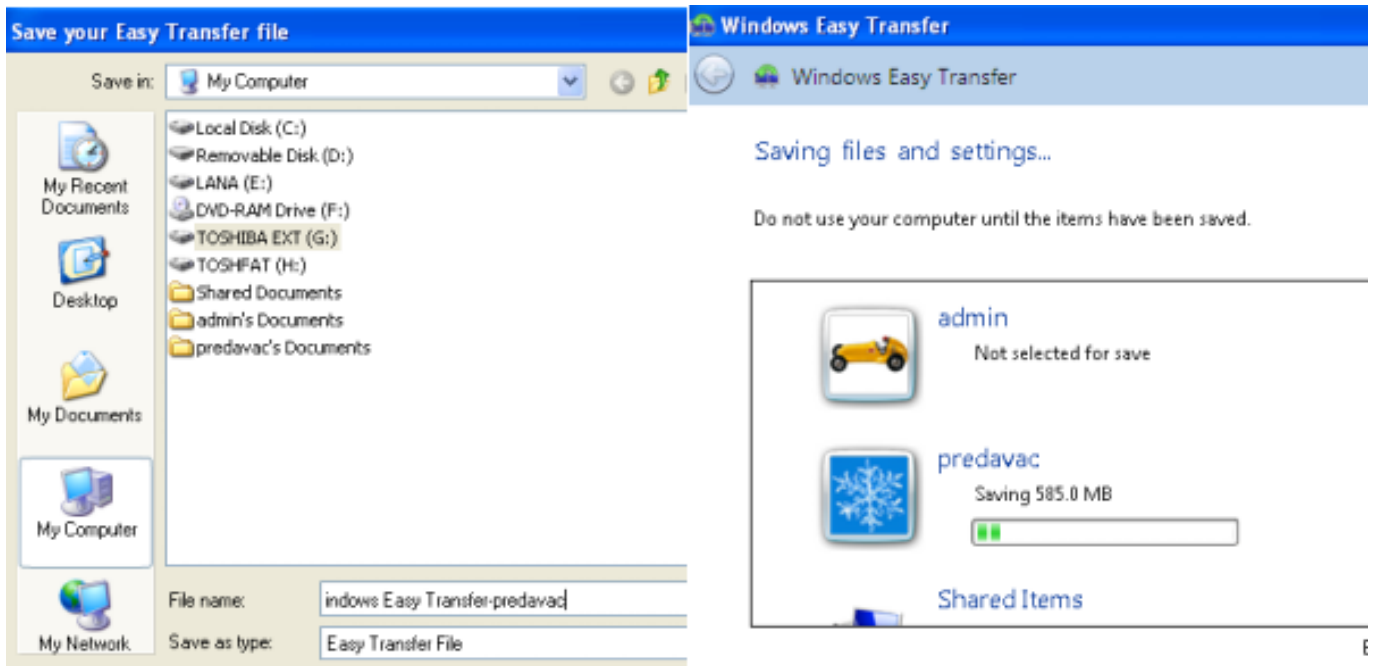 Save your Easy Transfer file
Save in:
My Computer
My Recent
Documents
Desktop
My Documents
My Computer
My Network
Local Disk (C:)
Removable Disk (D:)
LANA (E:)
DVD-RAM Drive (F:)
TOSHIBA EXT (G:)
TOSHFAT (H:)
Shared Documents
admin's Documents
predavac's Documents
File name:
indows Easy Transfer-predavac
Save as type:
Easy Transfer File
Windows Easy Transfer
Windows Easy Transfer
Saving files and settings...
Do not use your computer until the items have been saved.
admin
Not selected for save
predavac
Saving 585.0 MB
Shared Items